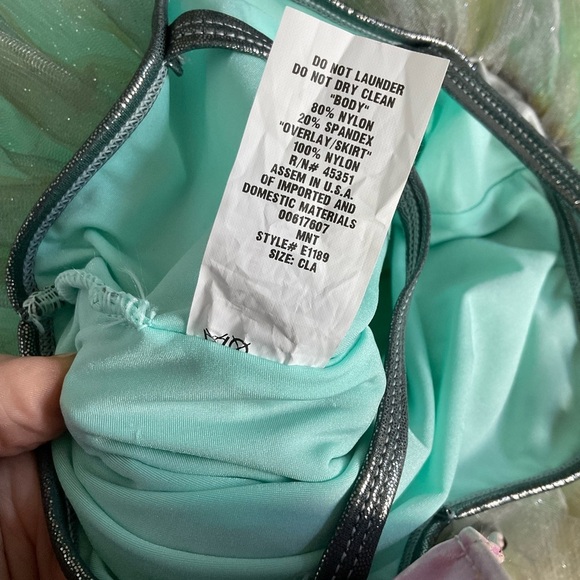 DO NOT LAUNDER
DO NOT DRY CLEAN
"BODY"
80% NYLON
20% SPANDEX
"OVERLAY/SKIRT"
100% NYLON
R/N# 45351
ASSEM IN U.S.A.
OF IMPORTED AND
DOMESTIC MATERIALS
00617607
MNT
STYLE# E1189
SIZE: CLA